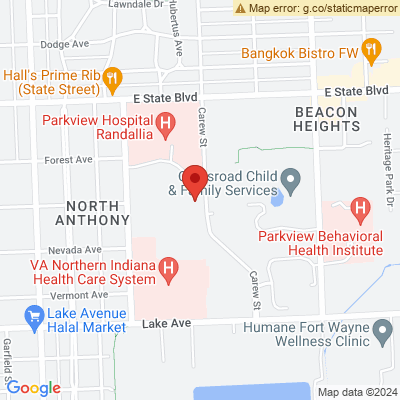 Lawndale Dr
Map error: g.co/staticmaperror
Hubertus Ave
Dodge Ave
Bangkok Bistro FW
Hall's Prime Rib
(State Street)
E State Blvd
E State Blvd
Parkview Hospital
Randallia
Carew St
BEACON
HEIGHTS
Forest Ave
Heritage Park Dr
Crossroad Child
& Family Services
NORTH
ANTHONY
Parkview Behavioral
Health Institute
Nevada Ave
VA Northern Indiana
Health Care System
Carew St
Vermont Ave
Lake Avenue
Halal Market
Lake Ave
Humane Fort Wayne
Wellness Clinic
Garfield S
Google
Map data ©2024